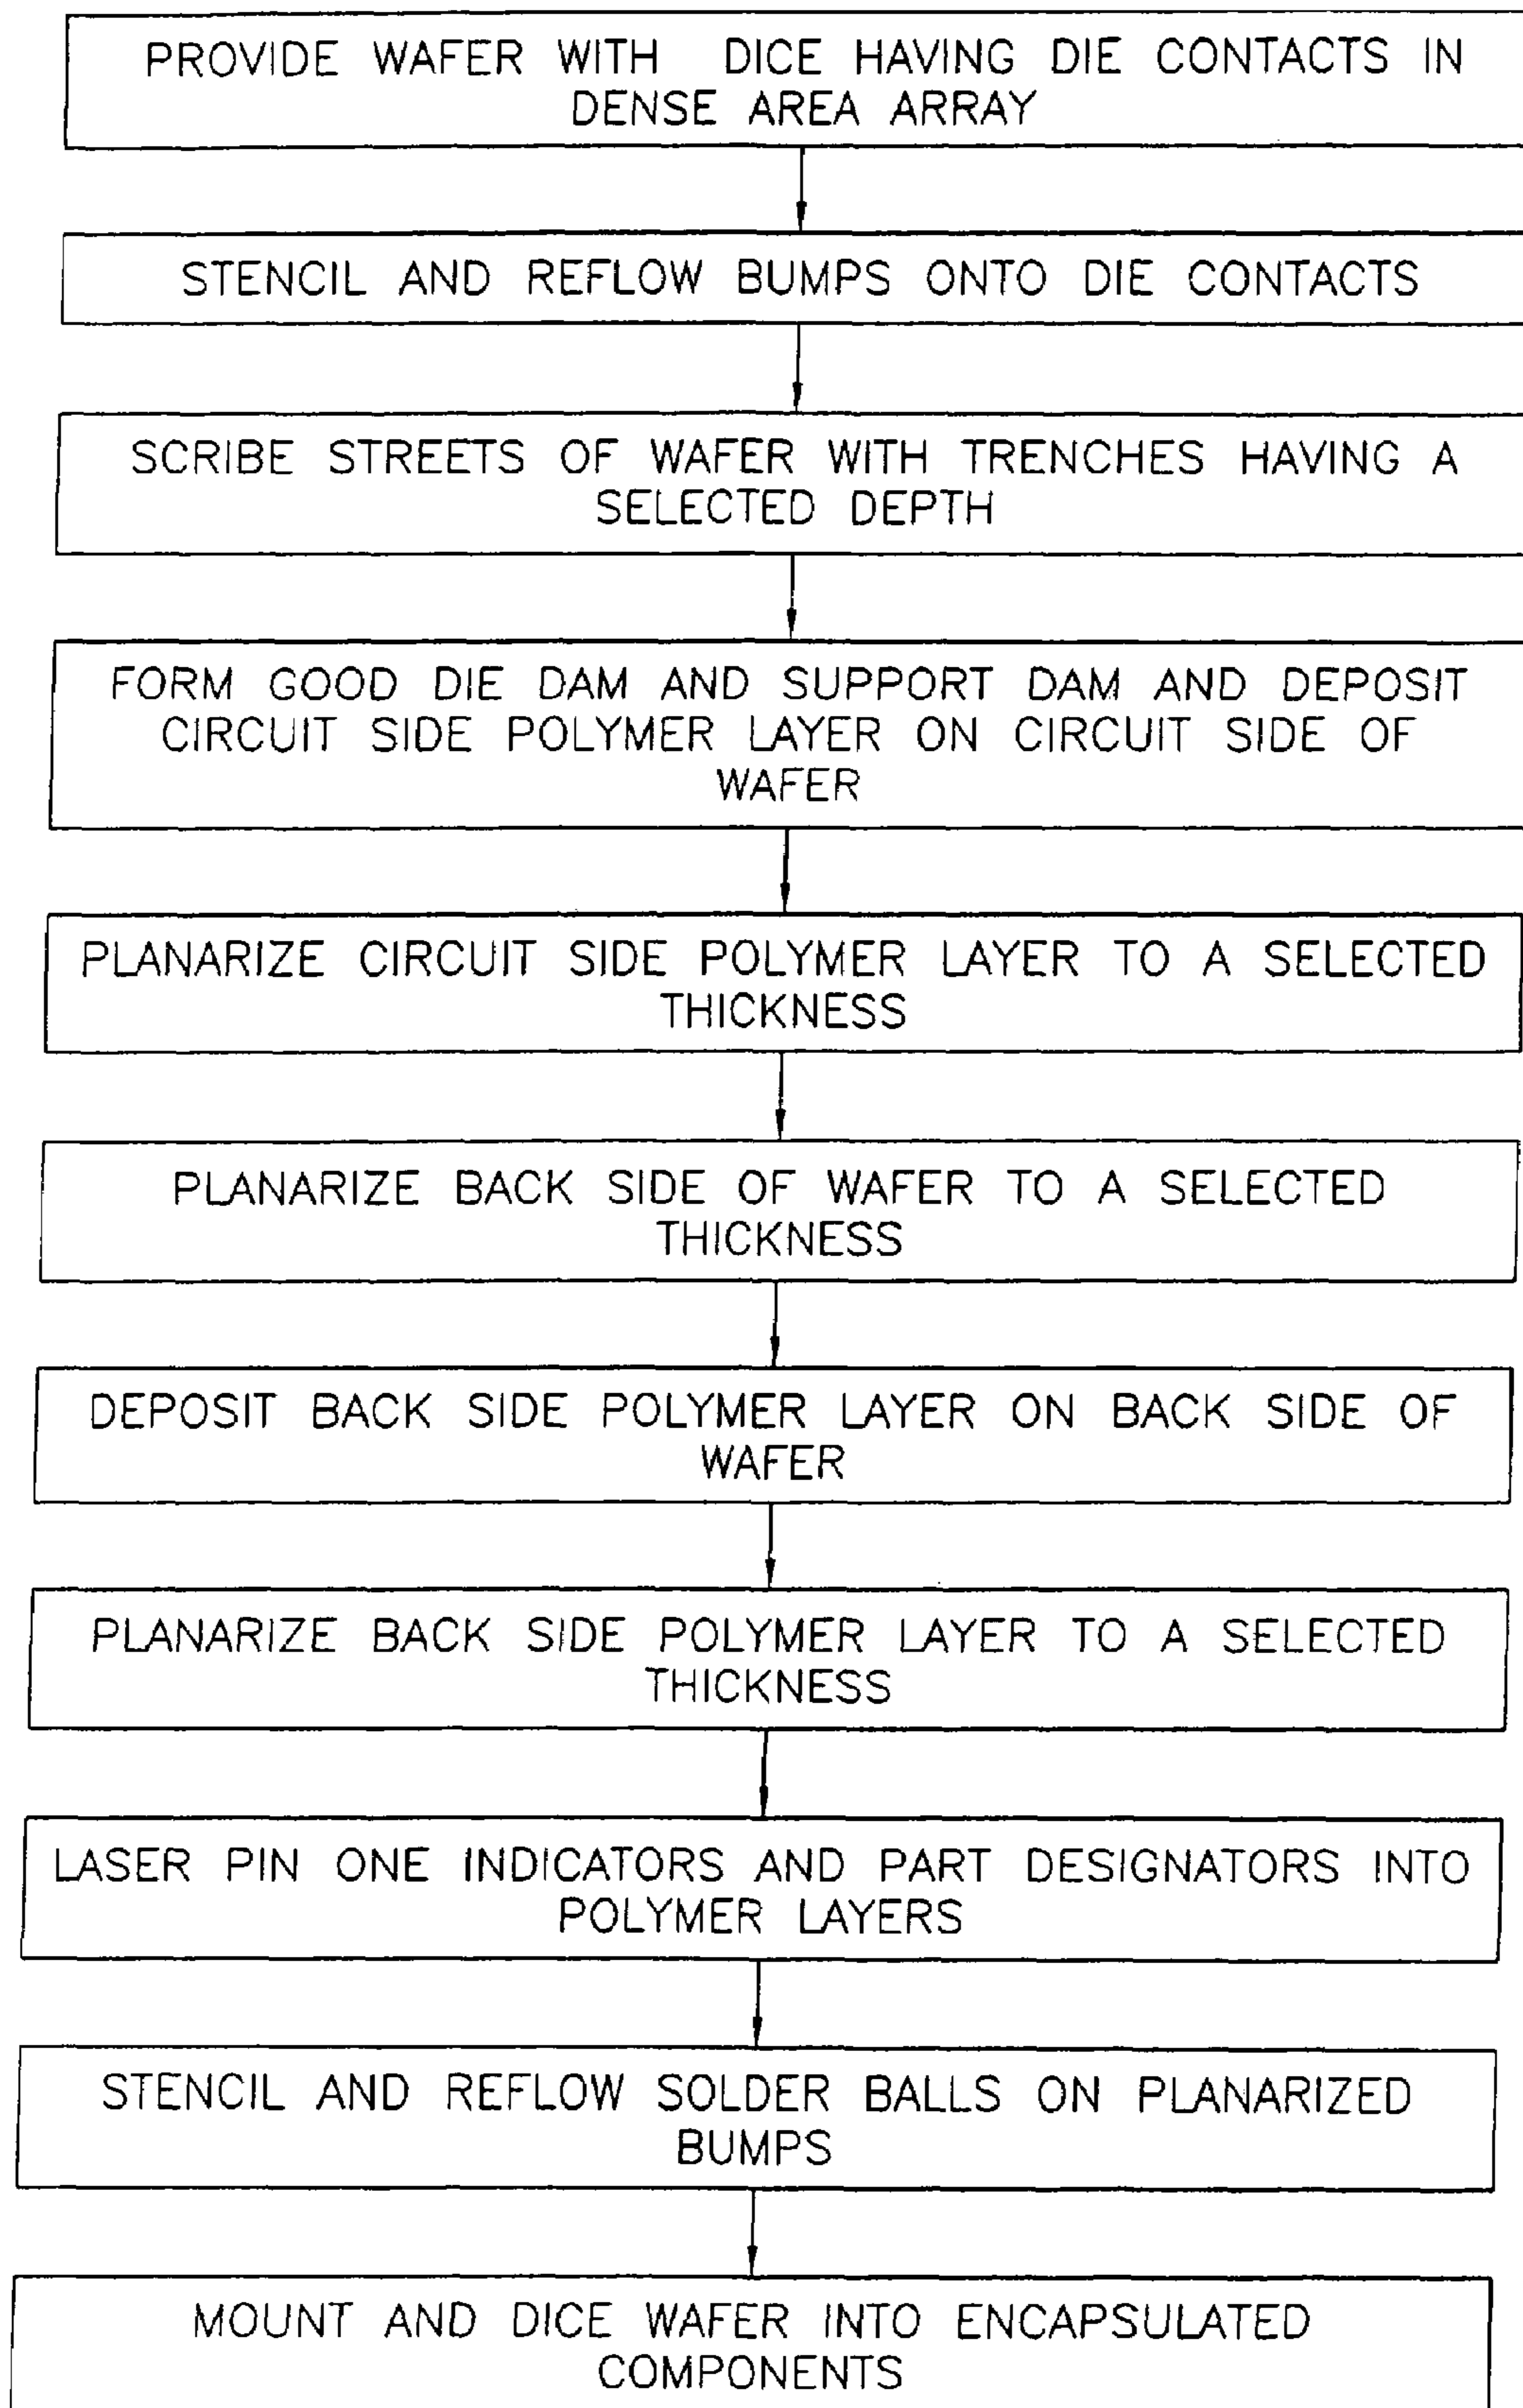 PROVIDE WAFER WITH DICE HAVING DIE CONTACTS IN
DENSE AREA ARRAY
STENCIL AND REFLOW BUMPS ONTO DIE CONTACTS
SCRIBE STREETS OF WAFER WITH TRENCHES HAVING A
SELECTED DEPTH
FORM GOOD DIE DAM AND SUPPORT DAM AND DEPOSIT
CIRCUIT SIDE POLYMER LAYER ON CIRCUIT SIDE OF
WAFER
PLANARIZE CIRCUIT SIDE POLYMER LAYER TO A SELECTED
THICKNESS
PLANARIZE BACK SIDE OF WAFER TO A SELECTED
THICKNESS
DEPOSIT BACK SIDE POLYMER LAYER ON BACK SIDE OF
WAFER
PLANARIZE BACK SIDE POLYMER LAYER TO A SELECTED
THICKNESS
LASER PIN ONE INDICATORS AND PART DESIGNATORS INTO
POLYMER LAYERS
STENCIL AND REFLOW SOLDER BALLS ON PLANARIZED
BUMPS
MOUNT AND DICE WAFER INTO ENCAPSULATED
COMPONENTS